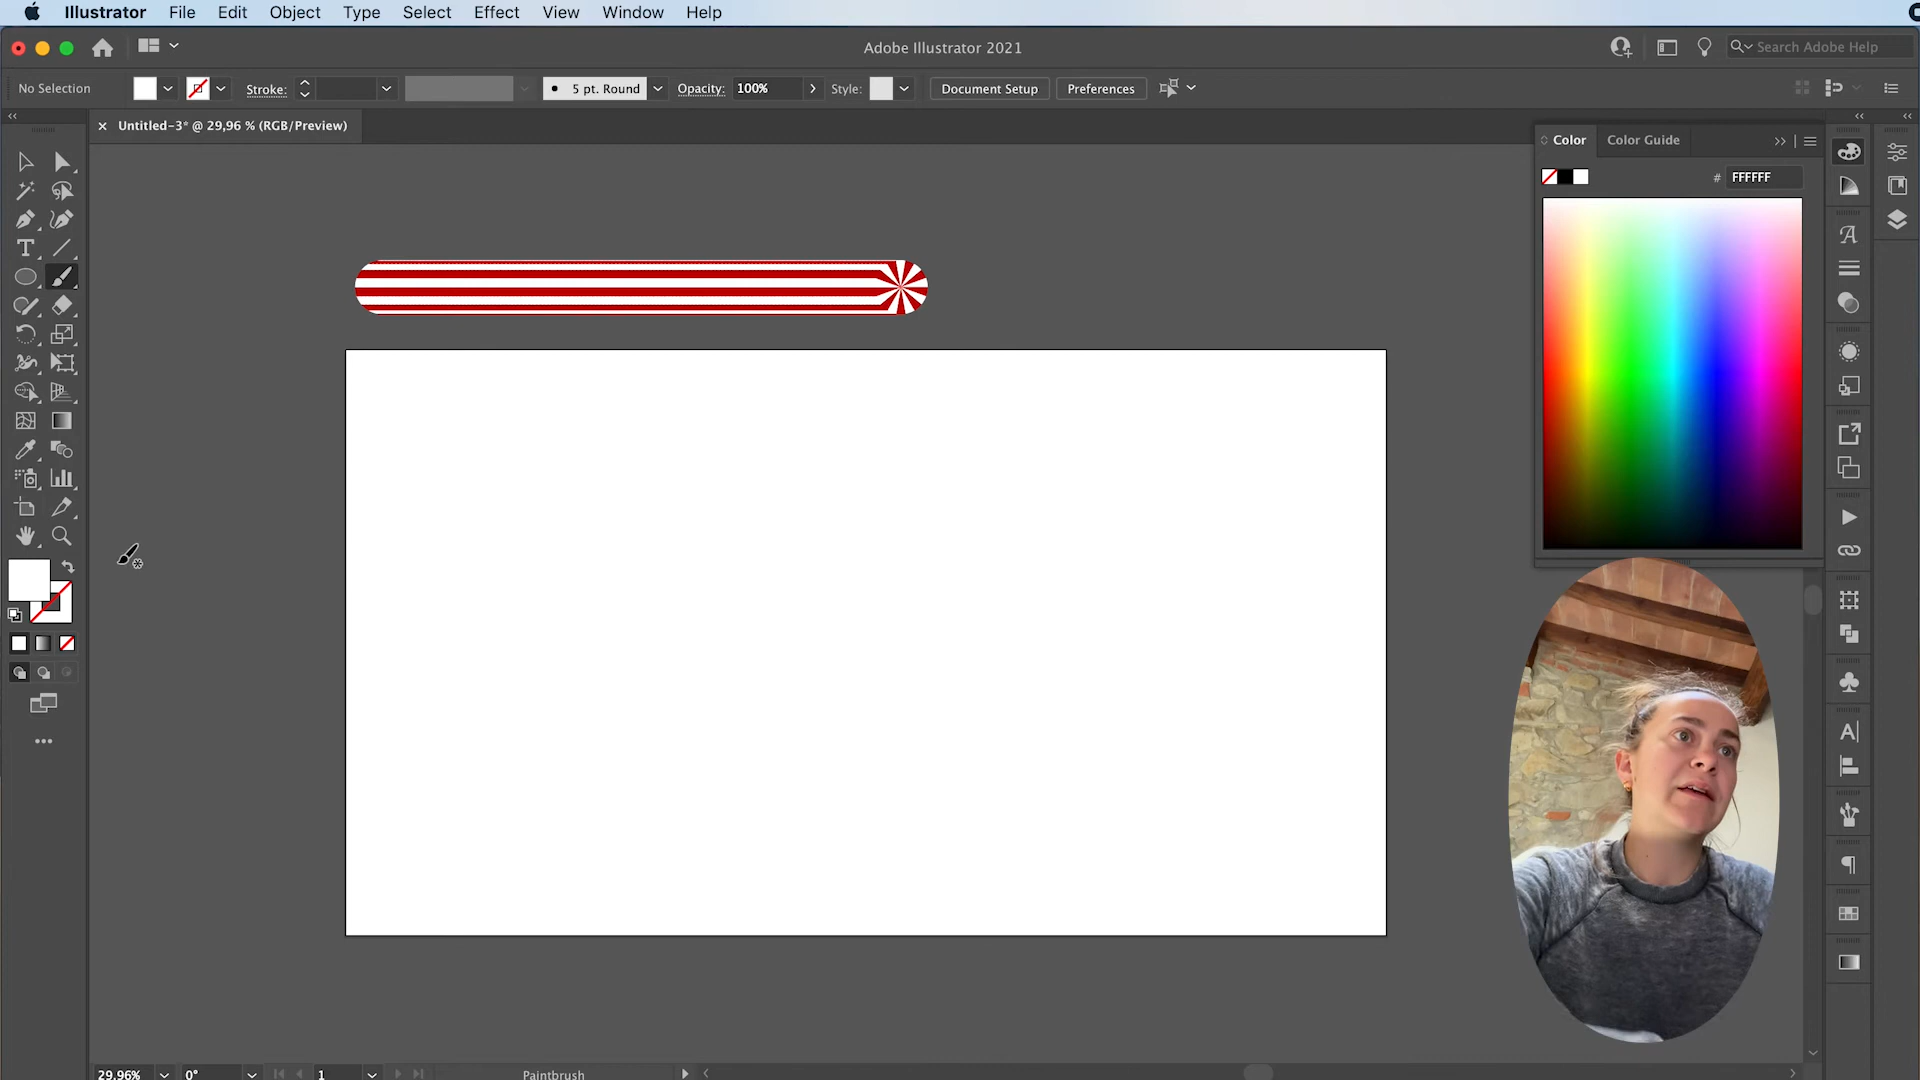 Illustrator File Edit Object Type Select Effect View Window Help
Adobe Illustrator 2021
Search Adobe Help
No Selection Stroke: 5 pt. Round Opacity: 100% Style: Document Setup Preferences
Untitled-3* @ 29,96 % (RGB/Preview)
Color Color Guide
# FFFFFF
29,96% 0° 1 Paintbrush